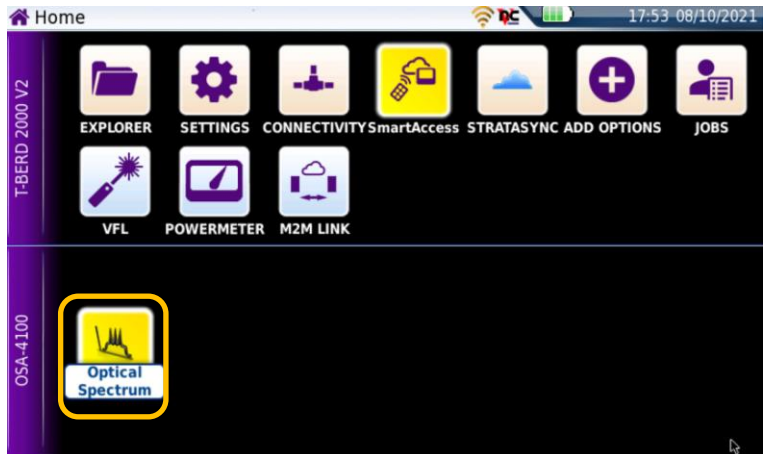 Home
DC
17:53 08/10/2021
T-BERD 2000 V2
EXPLORER
SETTINGS
CONNECTIVITY
SmartAccess
STRATASYNC
ADD OPTIONS
JOBS
VFL
POWERMETER
M2M LINK
OSA-4100
Optical
Spectrum